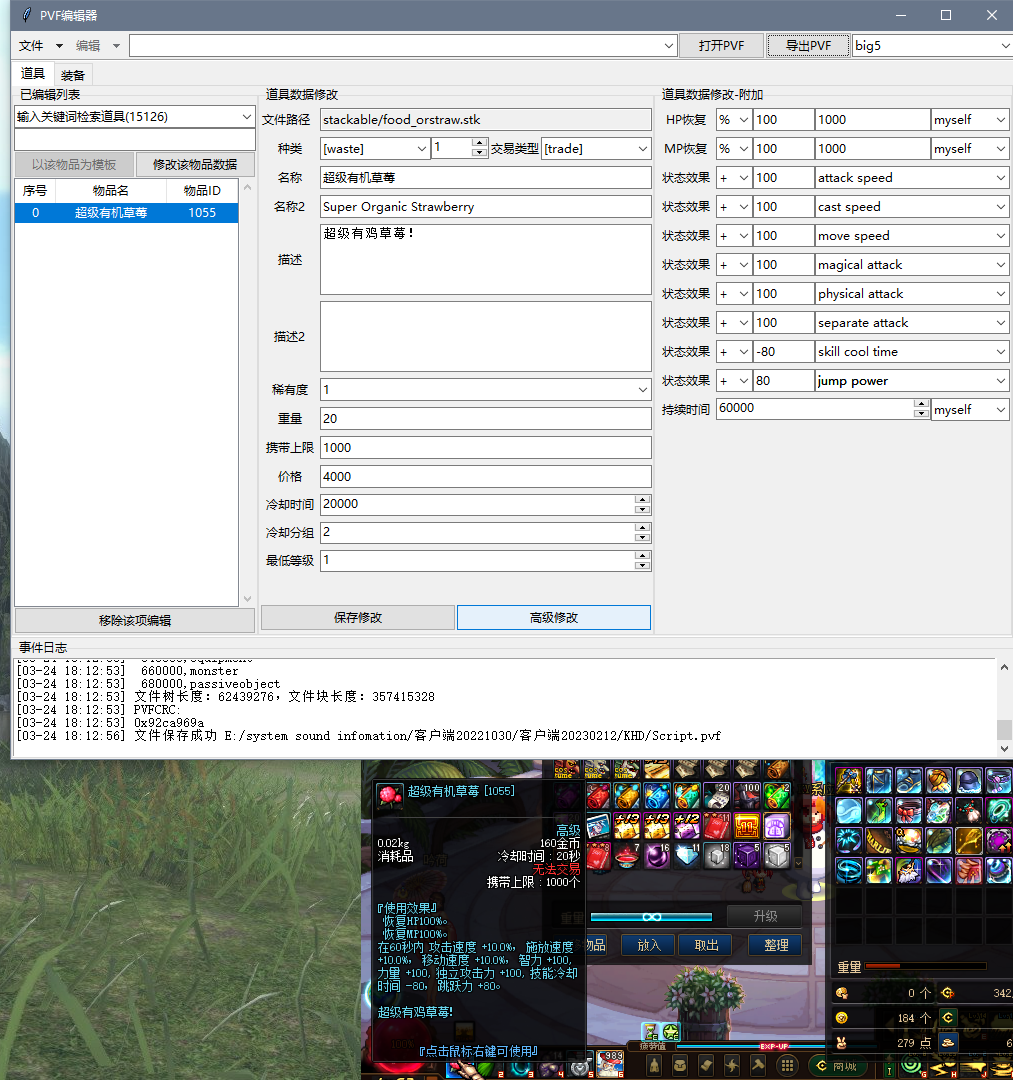 PVF编辑器
文件 编辑 打开PVF 导出PVF big5
道具 装备
已编辑列表
输入关键词检索道具(15126)
以该物品为模板 修改该物品数据
序号 物品名 物品ID
0 超级有机草莓 1055
移除该项编辑
道具数据修改
文件路径 stackable/food_orstraw.stk
种类 [waste] 1 交易类型 [trade]
名称 超级有机草莓
名称2 Super Organic Strawberry
描述 超级有鸡草莓!
描述2
稀有度 1
重量 20
携带上限 1000
价格 4000
冷却时间 20000
冷却分组 2
最低等级 1
保存修改 高级修改
道具数据修改-附加
HP恢复 % 100 1000 myself
MP恢复 % 100 1000 myself
状态效果 + 100 attack speed
状态效果 + 100 cast speed
状态效果 + 100 move speed
状态效果 + 100 magical attack
状态效果 + 100 physical attack
状态效果 + 100 separate attack
状态效果 + -80 skill cool time
状态效果 + 80 jump power
持续时间 60000 myself
事件日志
[03-24 18:12:53] 660000,monster
[03-24 18:12:53] 680000,passiveobject
[03-24 18:12:53] 文件树长度: 62439276，文件块长度: 357415328
[03-24 18:12:53] PVFCRC:
[03-24 18:12:53] 0x92ca969a
[03-24 18:12:56] 文件保存成功 E:/system sound infomation/客户端20221030/客户端20230212/KHD/Script.pvf
超级有机草莓 [1055]
高级
0.02kg 160金币
消耗品 冷却时间：20秒
无法交易
携带上限：1000个
『使用效果』
恢复HP100%。
恢复MP100%。
在60秒内 攻击速度 +10.0%, 施放速度
+10.0%, 移动速度 +10.0%, 智力 +100,
力量 +100, 独立攻击力 +100, 技能冷却
时间 -80, 跳跃力 +80。
超级有鸡草莓!
『点击鼠标右键可使用』
重量 升级
物品 放入 取出 整理
重量
0 个 342
184 个
279 点
疲劳值 EXP-UP
989
商城